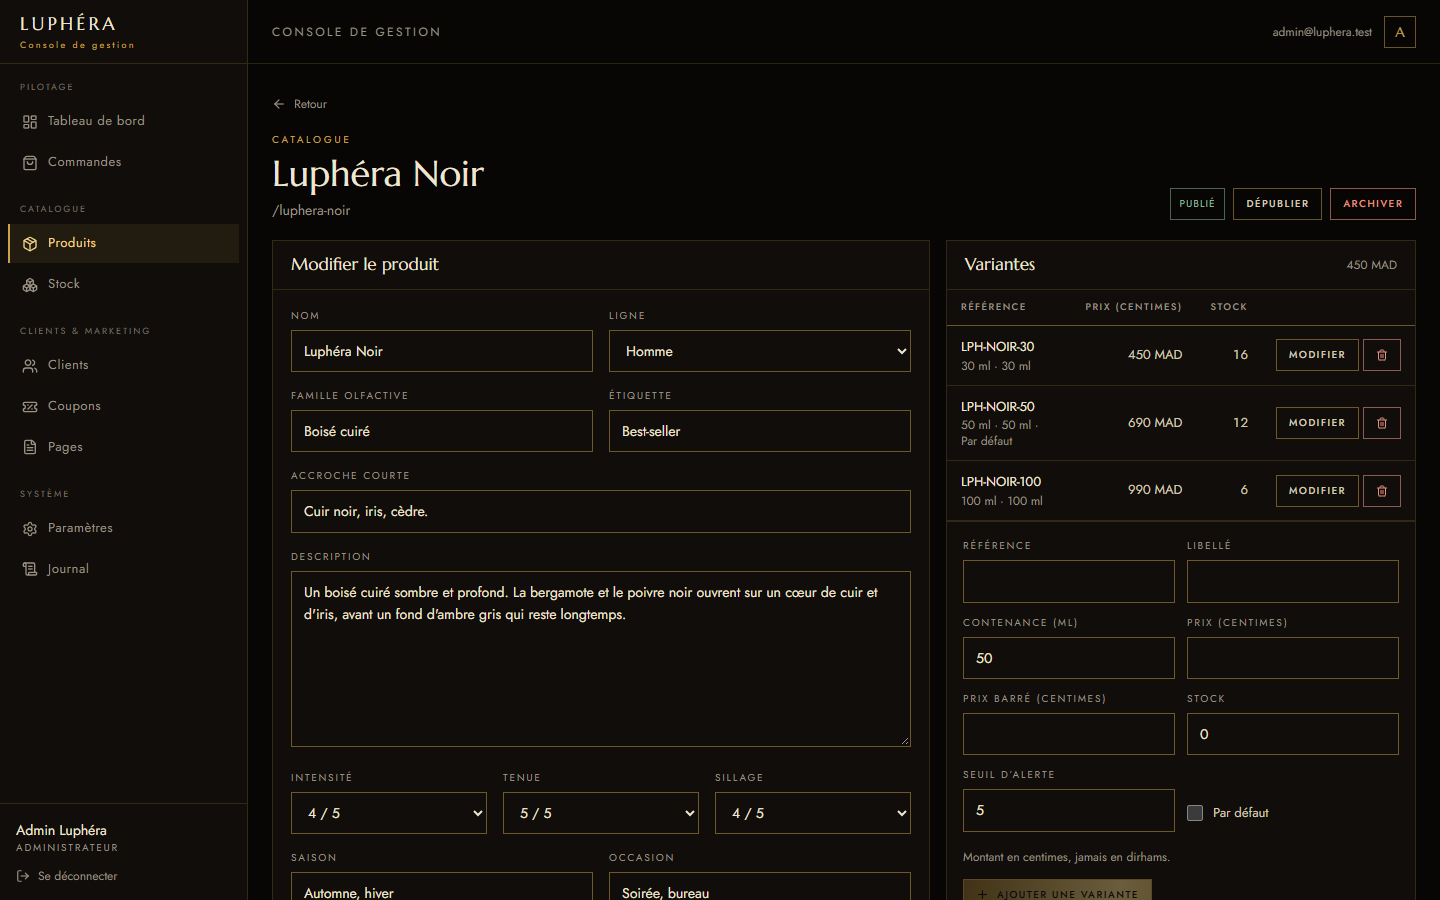 LUPHÉRA
Console de gestion
CONSOLE DE GESTION
admin@luphera.test
A
PILOTAGE
Tableau de bord
Commandes
CATALOGUE
Produits
Stock
CLIENTS & MARKETING
Clients
Coupons
Pages
SYSTÈME
Paramètres
Journal
Admin Luphéra
ADMINISTRATEUR
Se déconnecter
Retour
CATALOGUE
Luphéra Noir
/luphera-noir
PUBLIÉ
DÉPUBLIER
ARCHIVER
Modifier le produit
NOM
LIGNE
Luphéra Noir
Homme
FAMILLE OLFACTIVE
ÉTIQUETTE
Boisé cuiré
Best-seller
ACCROCHE COURTE
Cuir noir, iris, cèdre.
DESCRIPTION
Un boisé cuiré sombre et profond. La bergamote et le poivre noir ouvrent sur un cœur de cuir et
d'iris, avant un fond d'ambre gris qui reste longtemps.
INTENSITÉ
TENUE
SILLAGE
4 / 5
5 / 5
4 / 5
SAISON
OCCASION
Automne, hiver
Soirée, bureau
Variantes
450 MAD
RÉFÉRENCE
PRIX (CENTIMES)
STOCK
LPH-NOIR-30
30 ml · 30 ml
450 MAD
16
MODIFIER
LPH-NOIR-50
50 ml · 50 ml ·
Par défaut
690 MAD
12
MODIFIER
LPH-NOIR-100
100 ml · 100 ml
990 MAD
6
MODIFIER
RÉFÉRENCE
LIBELLÉ
CONTENANCE (ML)
PRIX (CENTIMES)
50
PRIX BARRÉ (CENTIMES)
STOCK
0
SEUIL D'ALERTE
5
Par défaut
Montant en centimes, jamais en dirhams.
+ AJOUTER UNE VARIANTE